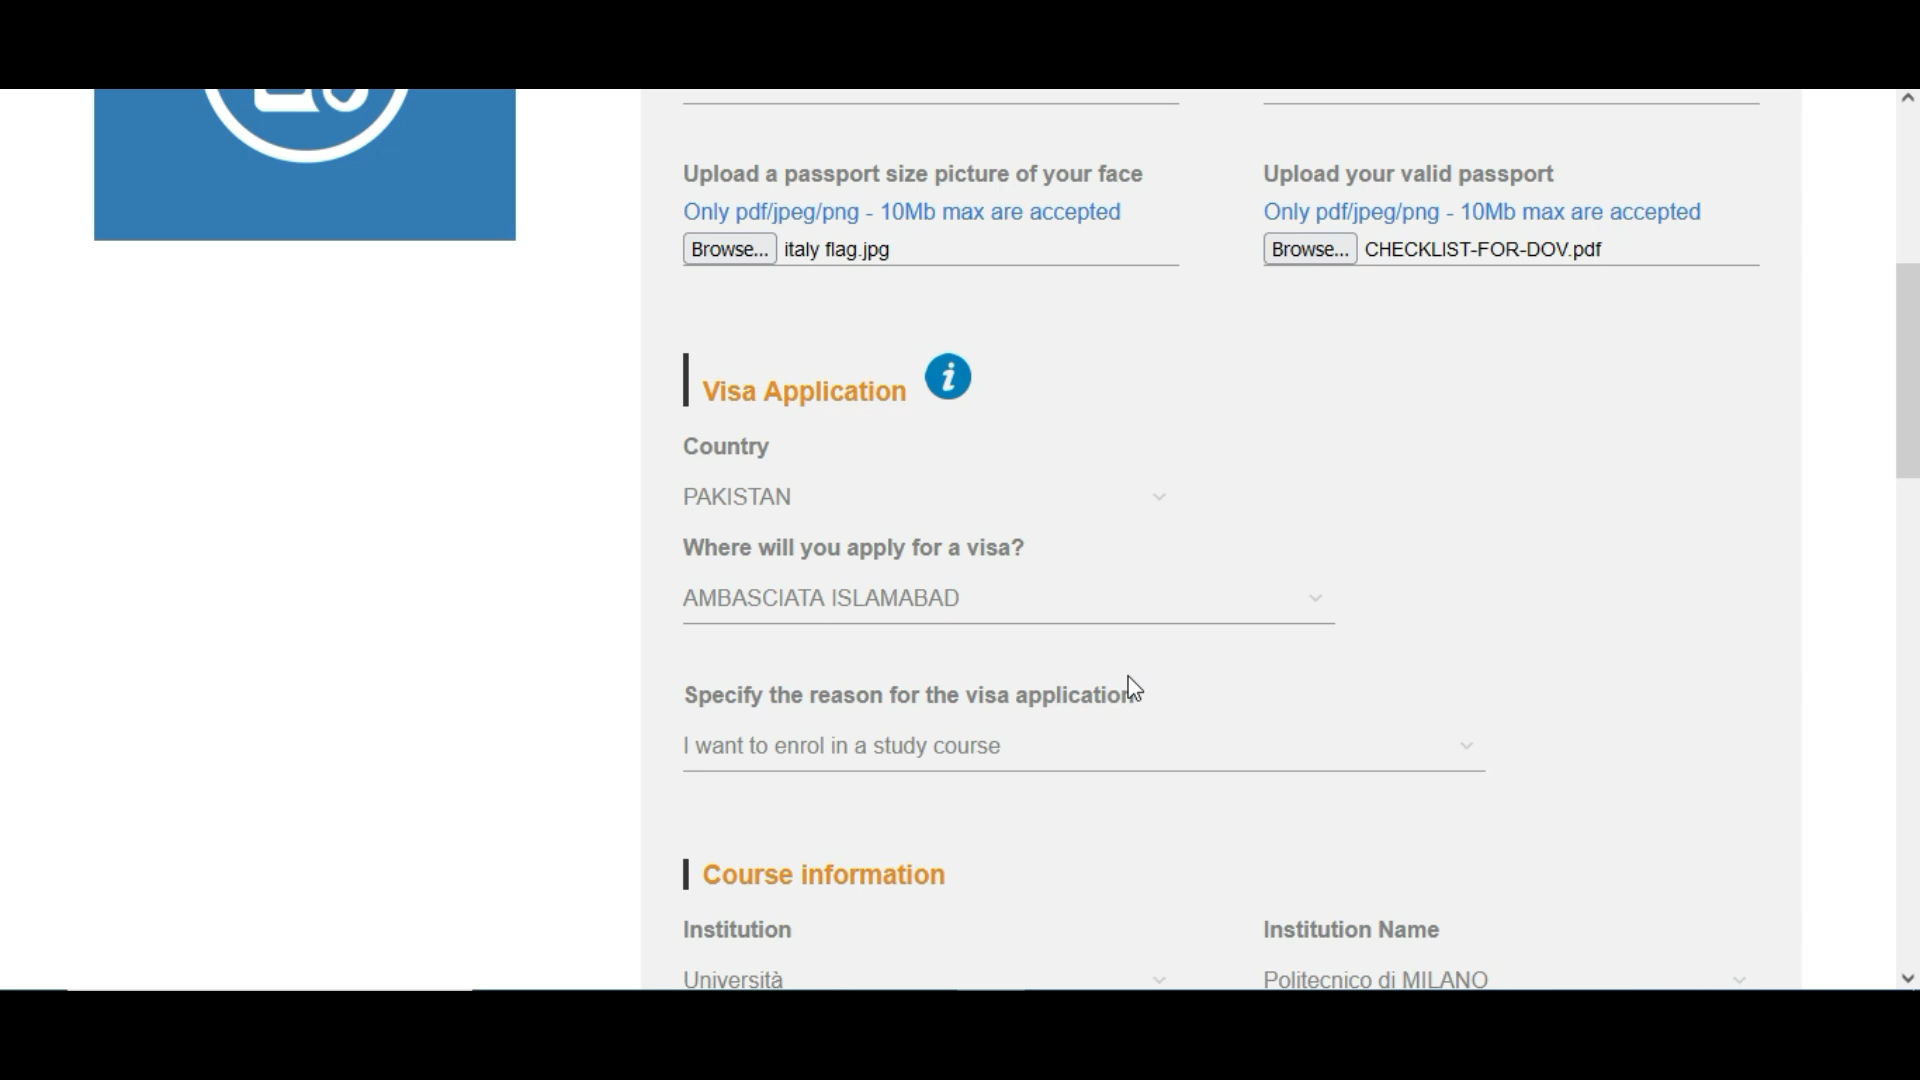 Upload a passport size picture of your face
Only pdf/jpeg/png - 10Mb max are accepted
Browse... italy flag.jpg
Upload your valid passport
Only pdf/jpeg/png - 10Mb max are accepted
Browse... CHECKLIST-FOR-DOV.pdf
Visa Application i
Country
PAKISTAN
Where will you apply for a visa?
AMBASCIATA ISLAMABAD
Specify the reason for the visa application
I want to enrol in a study course
Course information
Institution
Università
Institution Name
Politecnico di MILANO